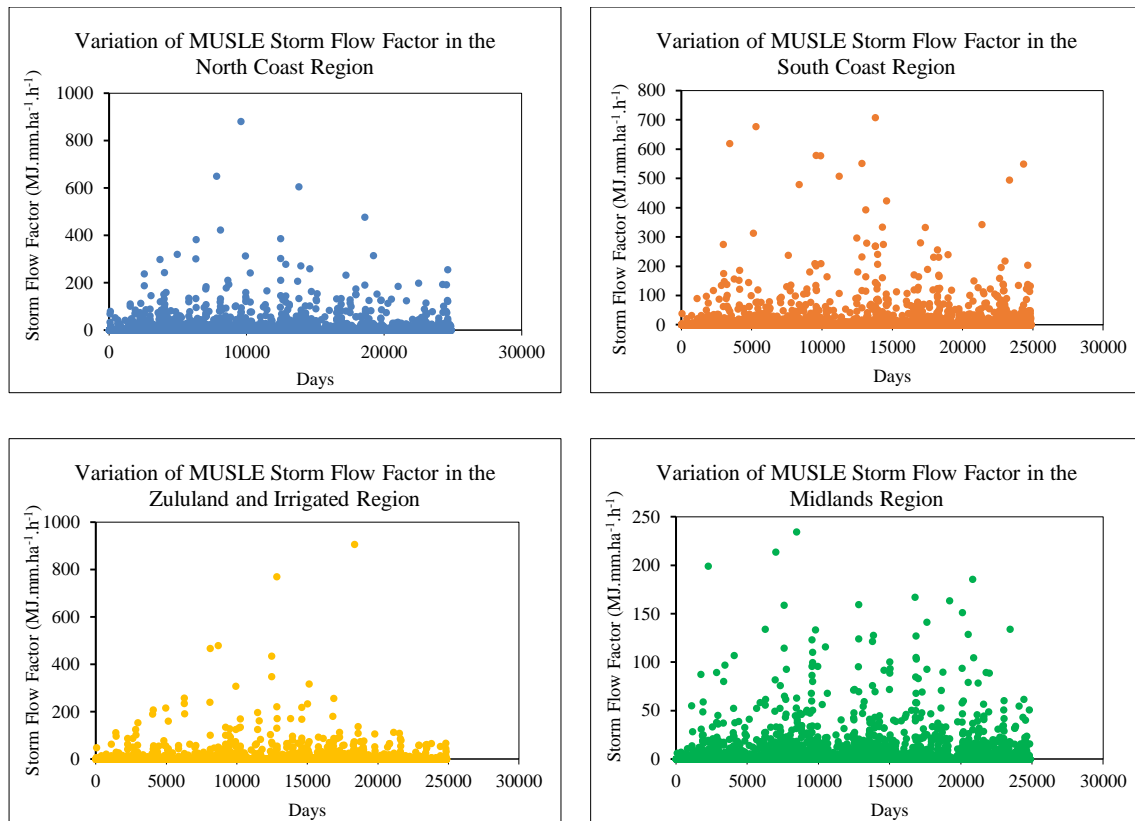 Variation of MUSLE Storm Flow Factor in the
North Coast Region
Storm Flow Factor (MJ.mm.ha⁻¹.h⁻¹)
1000
800
600
400
200
0
0 10000 20000 30000
Days
Variation of MUSLE Storm Flow Factor in the
South Coast Region
Storm Flow Factor (MJ.mm.ha⁻¹.h⁻¹)
800
700
600
500
400
300
200
100
0
0 5000 10000 15000 20000 25000 30000
Days
Variation of MUSLE Storm Flow Factor in the
Zululand and Irrigated Region
Storm Flow Factor (MJ.mm.ha⁻¹.h⁻¹)
1000
800
600
400
200
0
0 5000 10000 15000 20000 25000 30000
Days
Variation of MUSLE Storm Flow Factor in the
Midlands Region
Storm Flow Factor (MJ.mm.ha⁻¹.h⁻¹)
250
200
150
100
50
0
0 5000 10000 15000 20000 25000 30000
Days